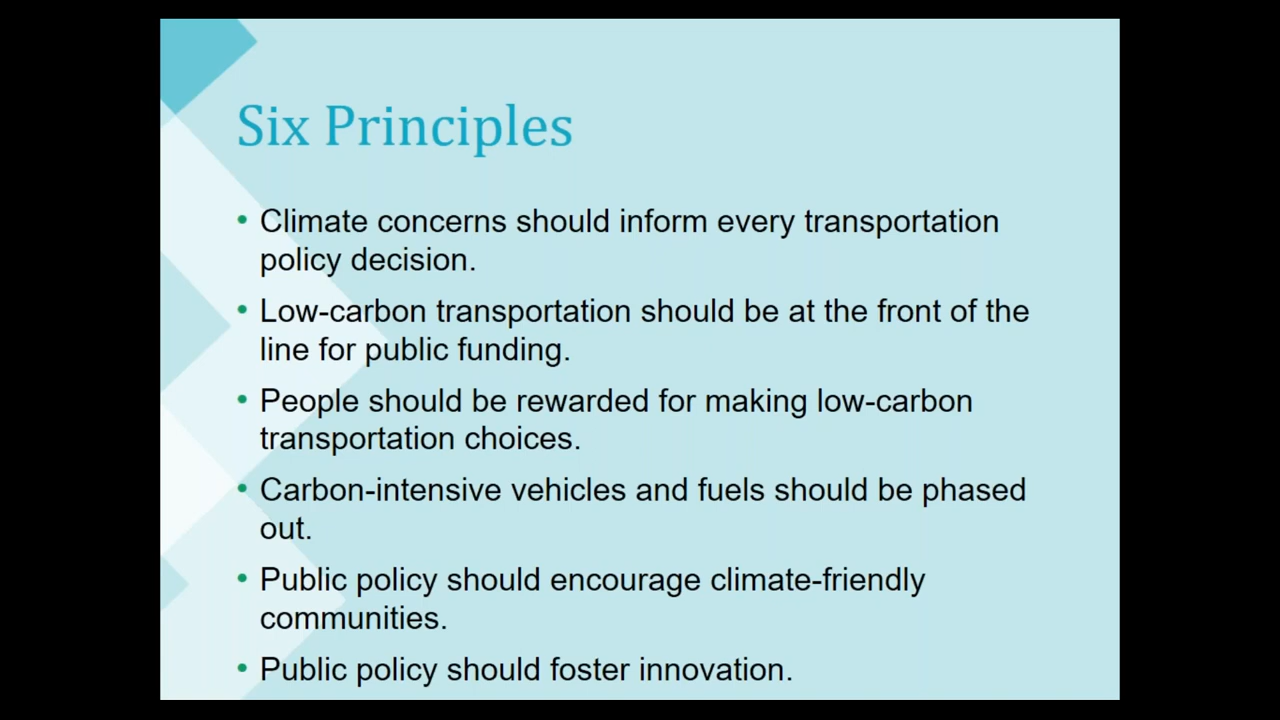 Six Principles
• Climate concerns should inform every transportation
policy decision.
• Low-carbon transportation should be at the front of the
line for public funding.
• People should be rewarded for making low-carbon
transportation choices.
• Carbon-intensive vehicles and fuels should be phased
out.
• Public policy should encourage climate-friendly
communities.
• Public policy should foster innovation.